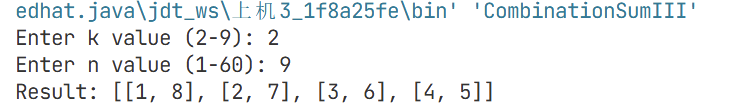 edhat.java\jdt_ws\上机3_1f8a25fe\bin' 'CombinationSumIII'
Enter k value (2-9): 2
Enter n value (1-60): 9
Result: [[1, 8], [2, 7], [3, 6], [4, 5]]